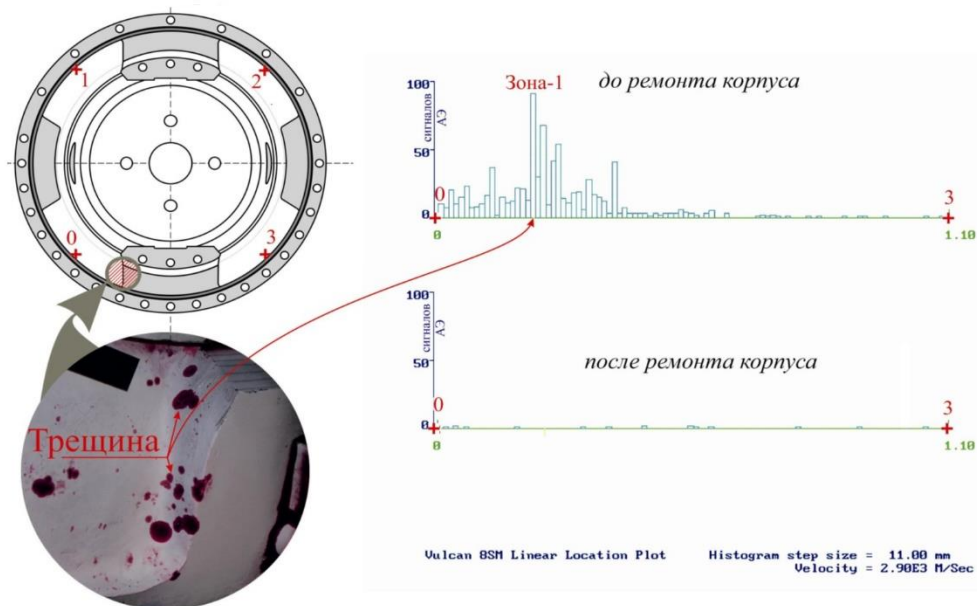 1
2
0
3
Трещина
100
50
0
сигналов
АЭ
Зона-1
до ремонта корпуса
0
3
0
1.10
100
50
0
сигналов
АЭ
после ремонта корпуса
0
3
0
1.10
Vulcan 8SM Linear Location Plot
Histogram step size = 11.00 mm
Velocity = 2.90E3 M/Sec